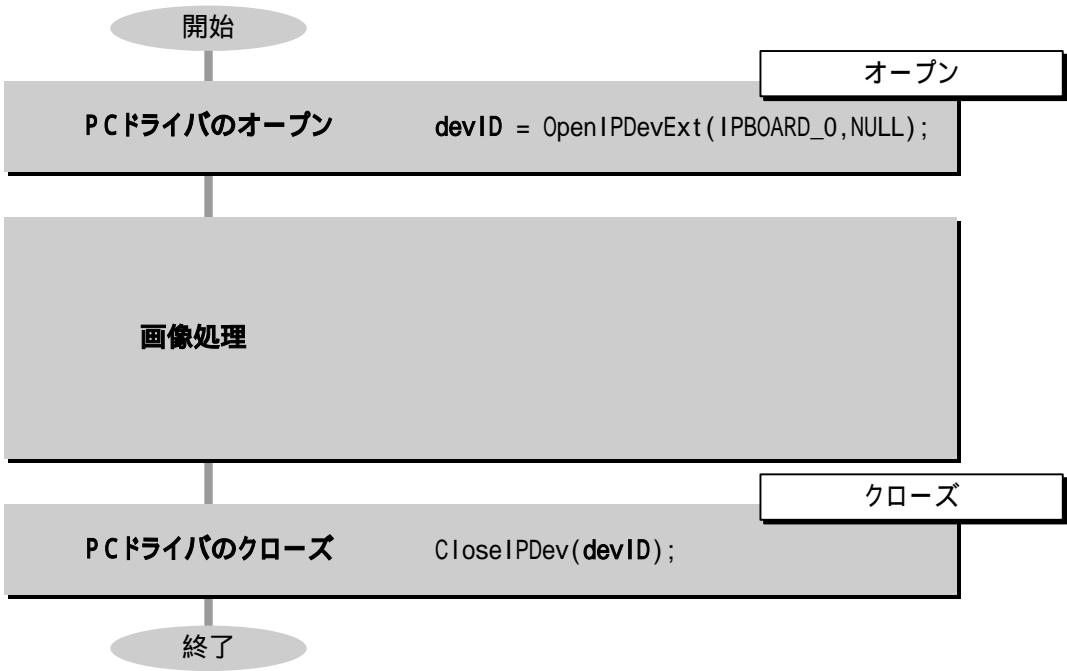 開始
オープン
PCドライバのオープン devID = OpenIPDevExt(IPBOARD_0,NULL);
画像処理
クローズ
PCドライバのクローズ CloseIPDev(devID);
終了